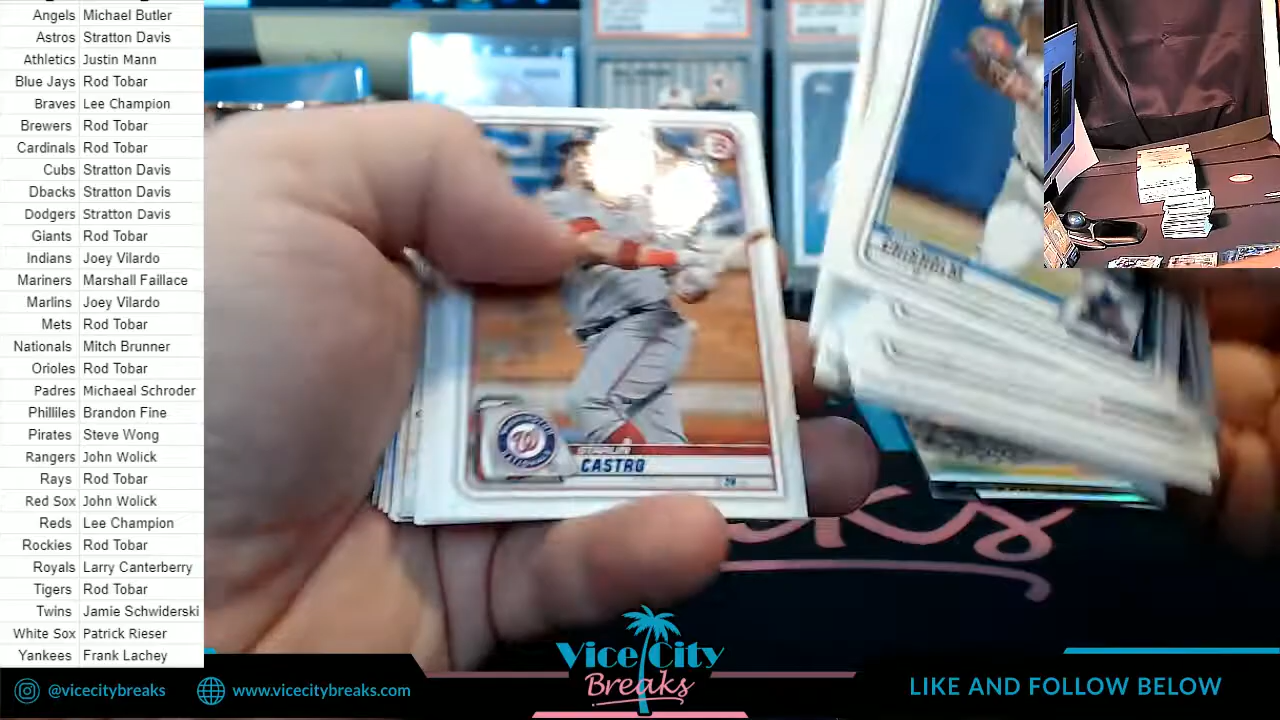 Angels Michael Butler
Astros Stratton Davis
Athletics Justin Mann
Blue Jays Rod Tobar
Braves Lee Champion
Brewers Rod Tobar
Cardinals Rod Tobar
Cubs Stratton Davis
Dbacks Stratton Davis
Dodgers Stratton Davis
Giants Rod Tobar
Indians Joey Vilardo
Mariners Marshall Faillace
Marlins Joey Vilardo
Mets Rod Tobar
Nationals Mitch Brunner
Orioles Rod Tobar
Padres Michaeal Schroder
Philliles Brandon Fine
Pirates Steve Wong
Rangers John Wolick
Rays Rod Tobar
Red Sox John Wolick
Reds Lee Champion
Rockies Rod Tobar
Royals Larry Canterberry
Tigers Rod Tobar
Twins Jamie Schwiderski
White Sox Patrick Rieser
Yankees Frank Lachey
STARLIN
CASTRO
W
Vice City
Breaks
@vicecitybreaks
www.vicecitybreaks.com
LIKE AND FOLLOW BELOW